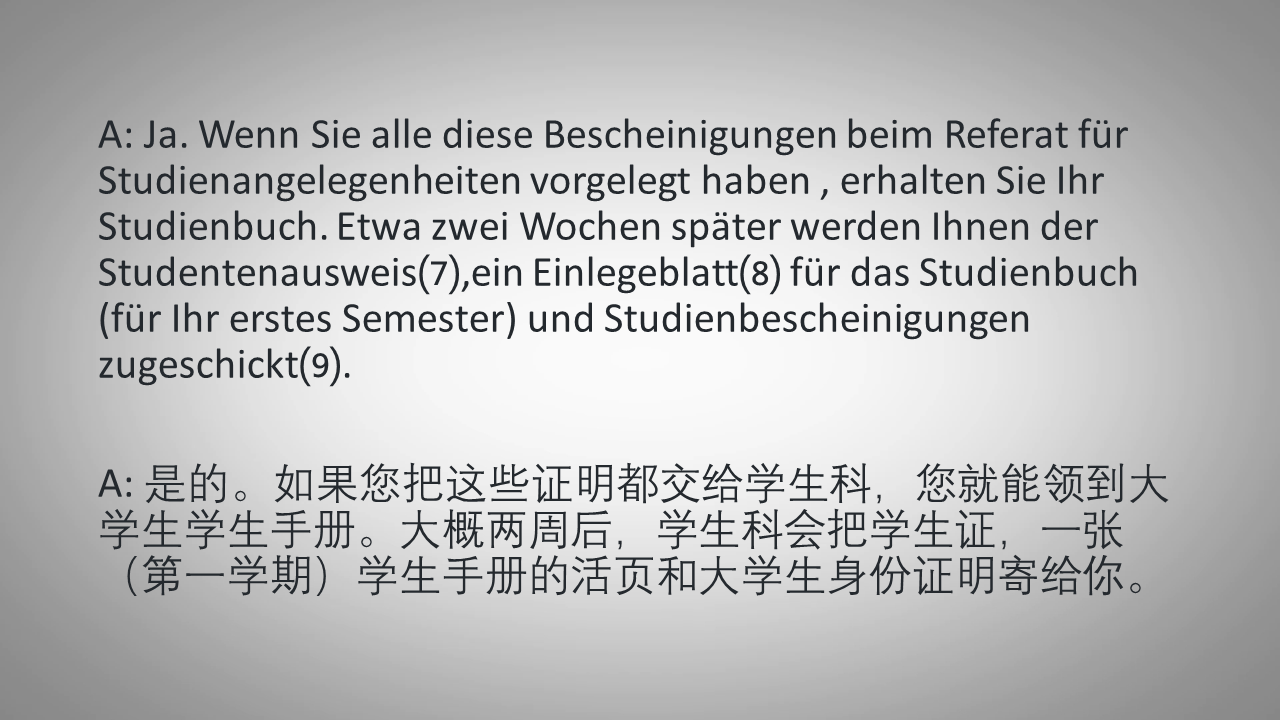 A: Ja. Wenn Sie alle diese Bescheinigungen beim Referat für
Studienangelegenheiten vorgelegt haben , erhalten Sie Ihr
Studienbuch. Etwa zwei Wochen später werden Ihnen der
Studentenausweis(7),ein Einlegeblatt(8) für das Studienbuch
(für Ihr erstes Semester) und Studienbescheinigungen
zugeschickt(9).
A: 是的。如果您把这些证明都交给学生科，您就能领到大
学生学生手册。大概两周后，学生科会把学生证，一张
（第一学期）学生手册的活页和大学生身份证明寄给你。